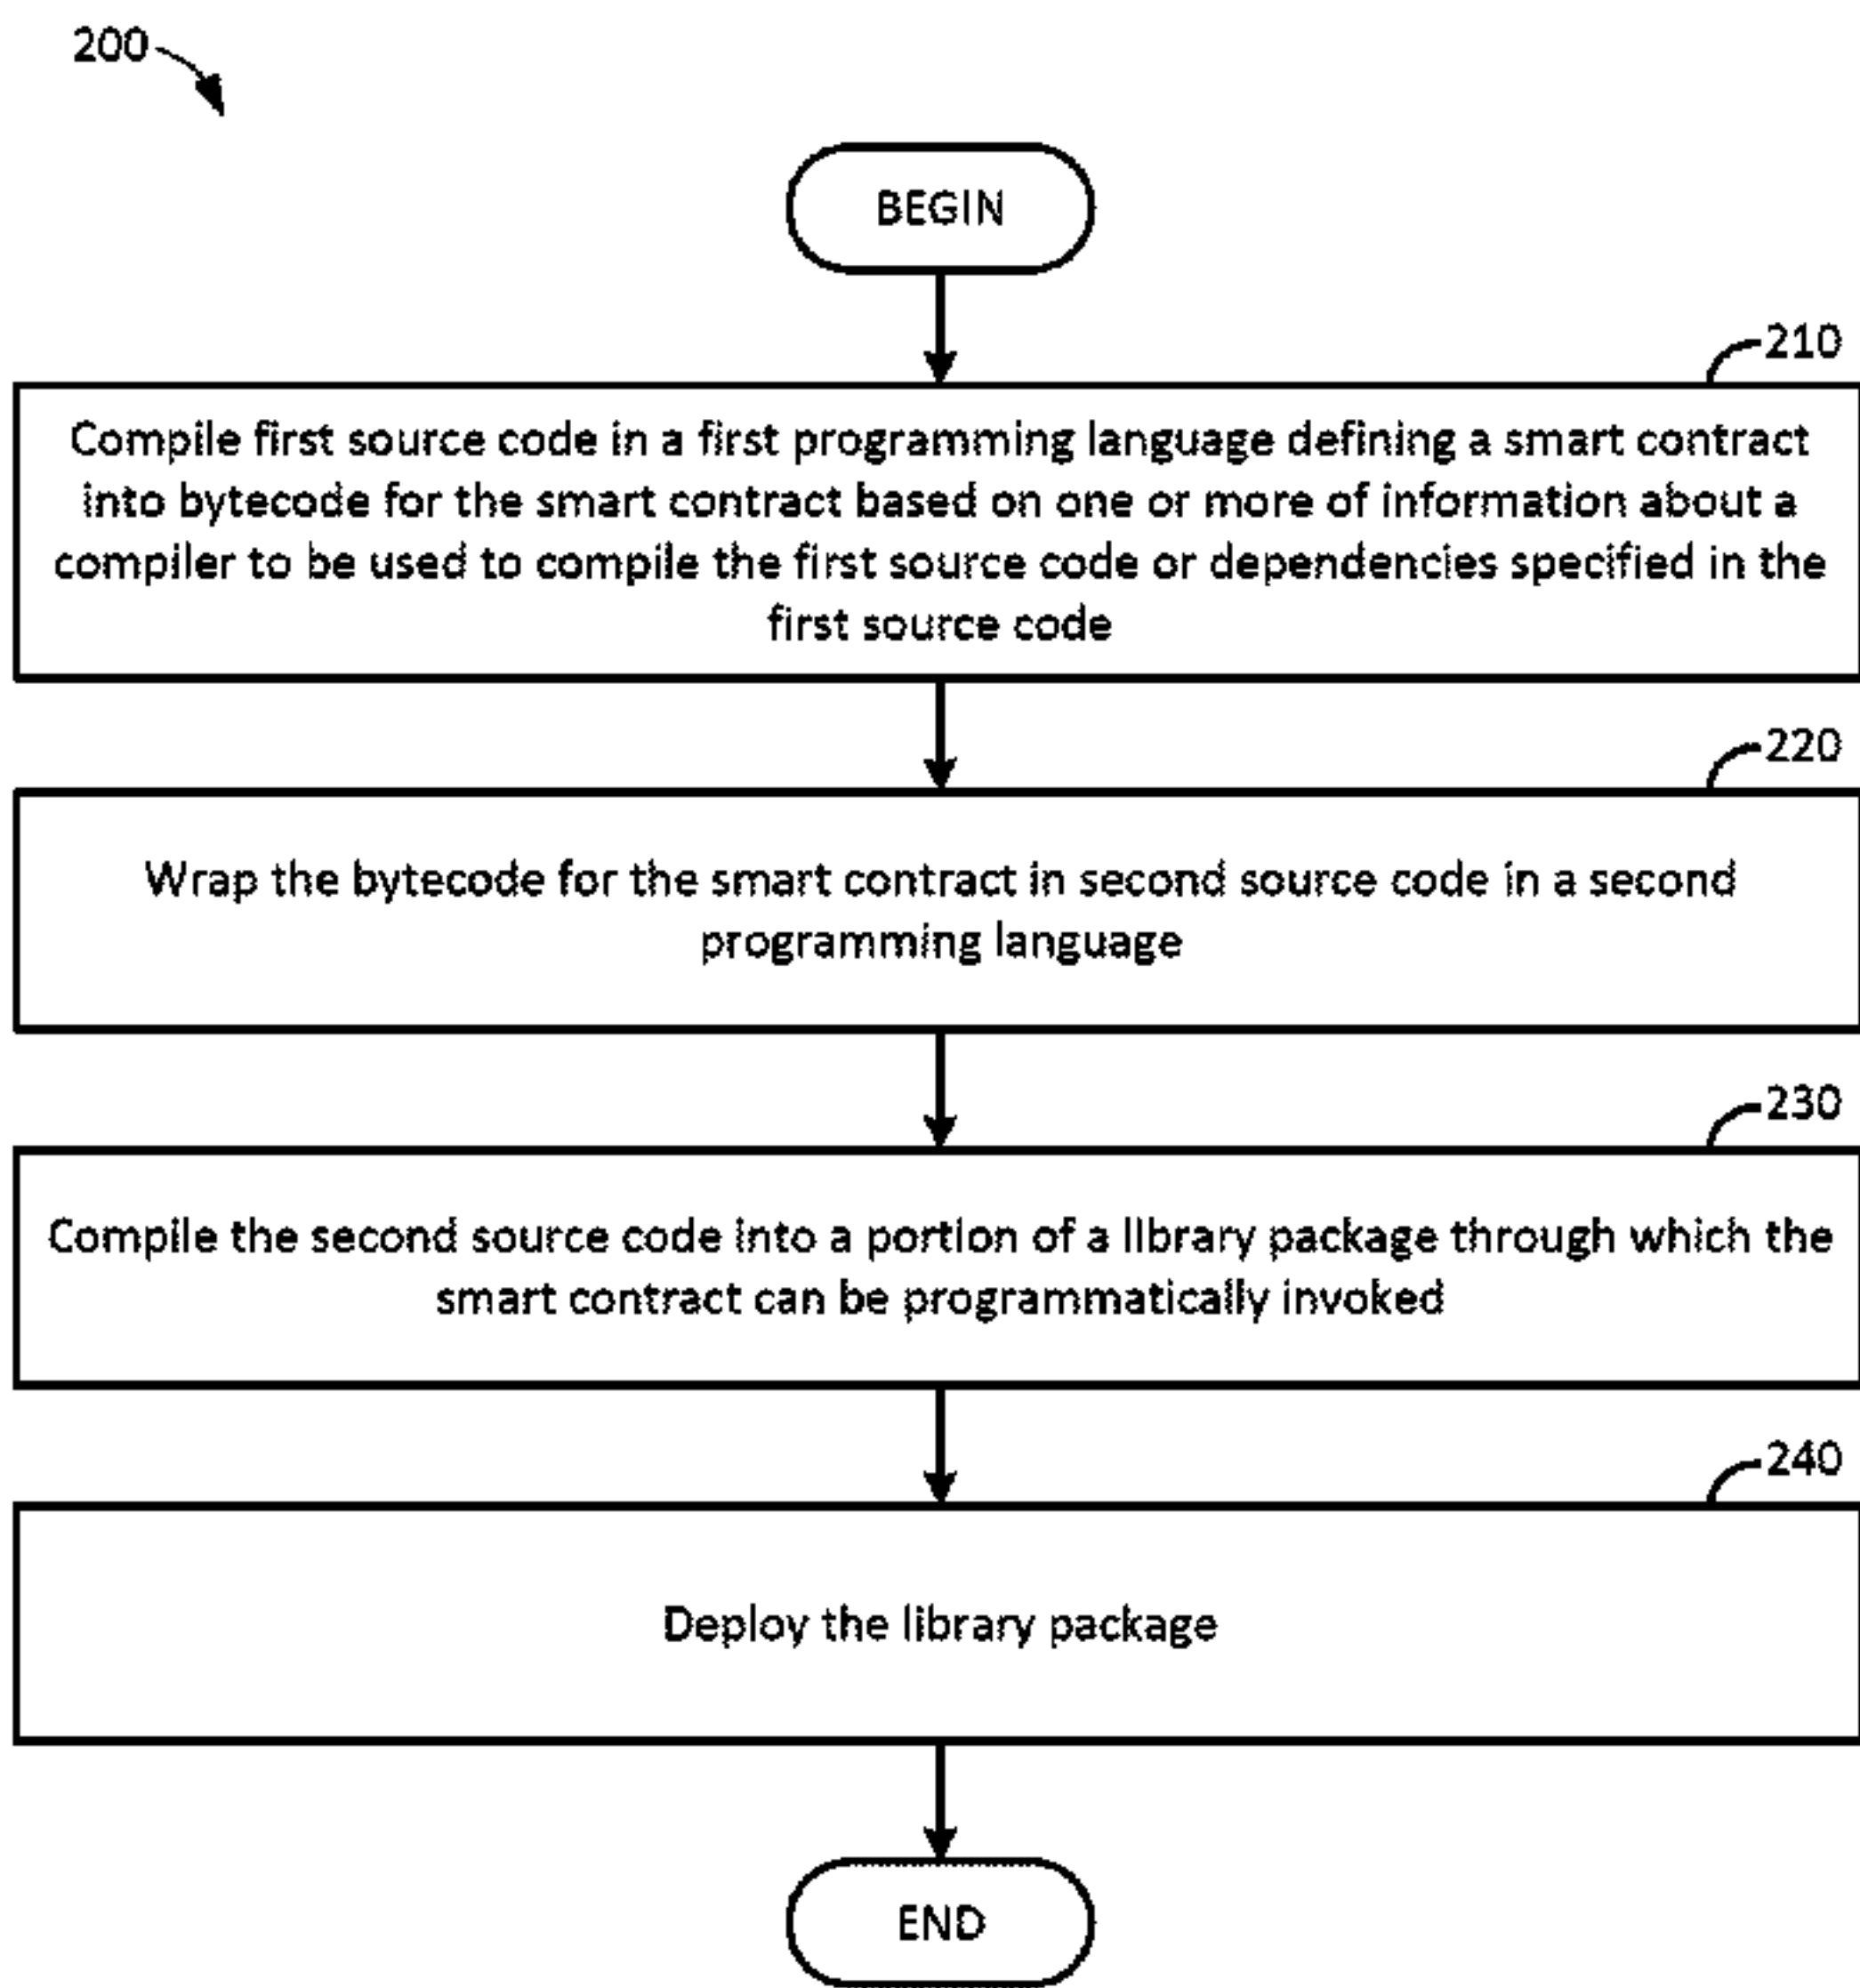 200
BEGIN
210
Compile first source code in a first programming language defining a smart contract
into bytecode for the smart contract based on one or more of information about a
compiler to be used to compile the first source code or dependencies specified in the
first source code
220
Wrap the bytecode for the smart contract in second source code in a second
programming language
230
Compile the second source code into a portion of a library package through which the
smart contract can be programmatically invoked
240
Deploy the library package
END